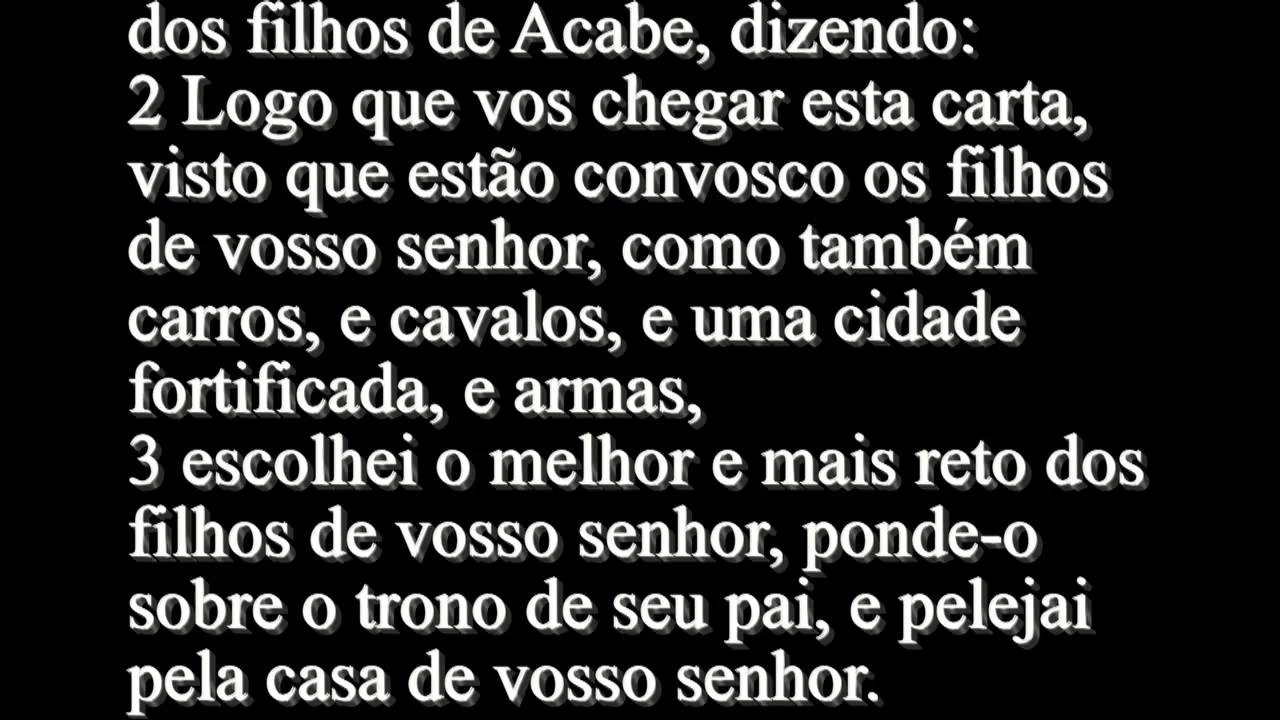 dos filhos de Acabe, dizendo:
2 Logo que vos chegar esta carta,
visto que estão convosco os filhos
de vosso senhor, como também
carros, e cavalos, e uma cidade
fortificada, e armas,
3 escolhei o melhor e mais reto dos
filhos de vosso senhor, ponde-o
sobre o trono de seu pai, e pelejai
pela casa de vosso senhor.